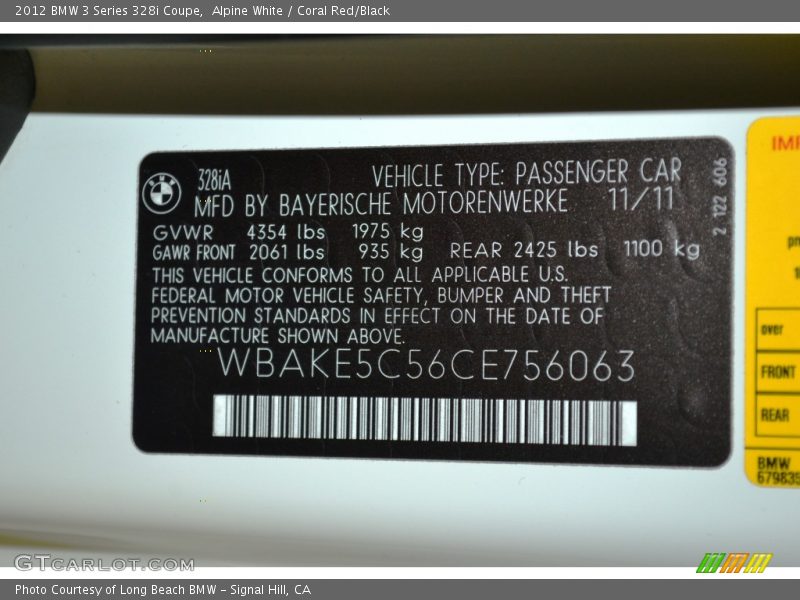 2012 BMW 3 Series 328i Coupe,  Alpine White / Coral Red/Black
328iA VEHICLE TYPE: PASSENGER CAR
MFD BY BAYERISCHE MOTORENWERKE 11/11
GVWR 4354 lbs 1975 kg
GAWR FRONT 2061 lbs 935 kg REAR 2425 lbs 1100 kg
THIS VEHICLE CONFORMS TO ALL APPLICABLE U.S.
FEDERAL MOTOR VEHICLE SAFETY, BUMPER AND THEFT
PREVENTION STANDARDS IN EFFECT ON THE DATE OF
MANUFACTURE SHOWN ABOVE.
WBAKE5C56CE756063
2 122 606
over
FRONT
REAR
BMW
GTCARLOT.COM
Photo Courtesy of Long Beach BMW - Signal Hill, CA